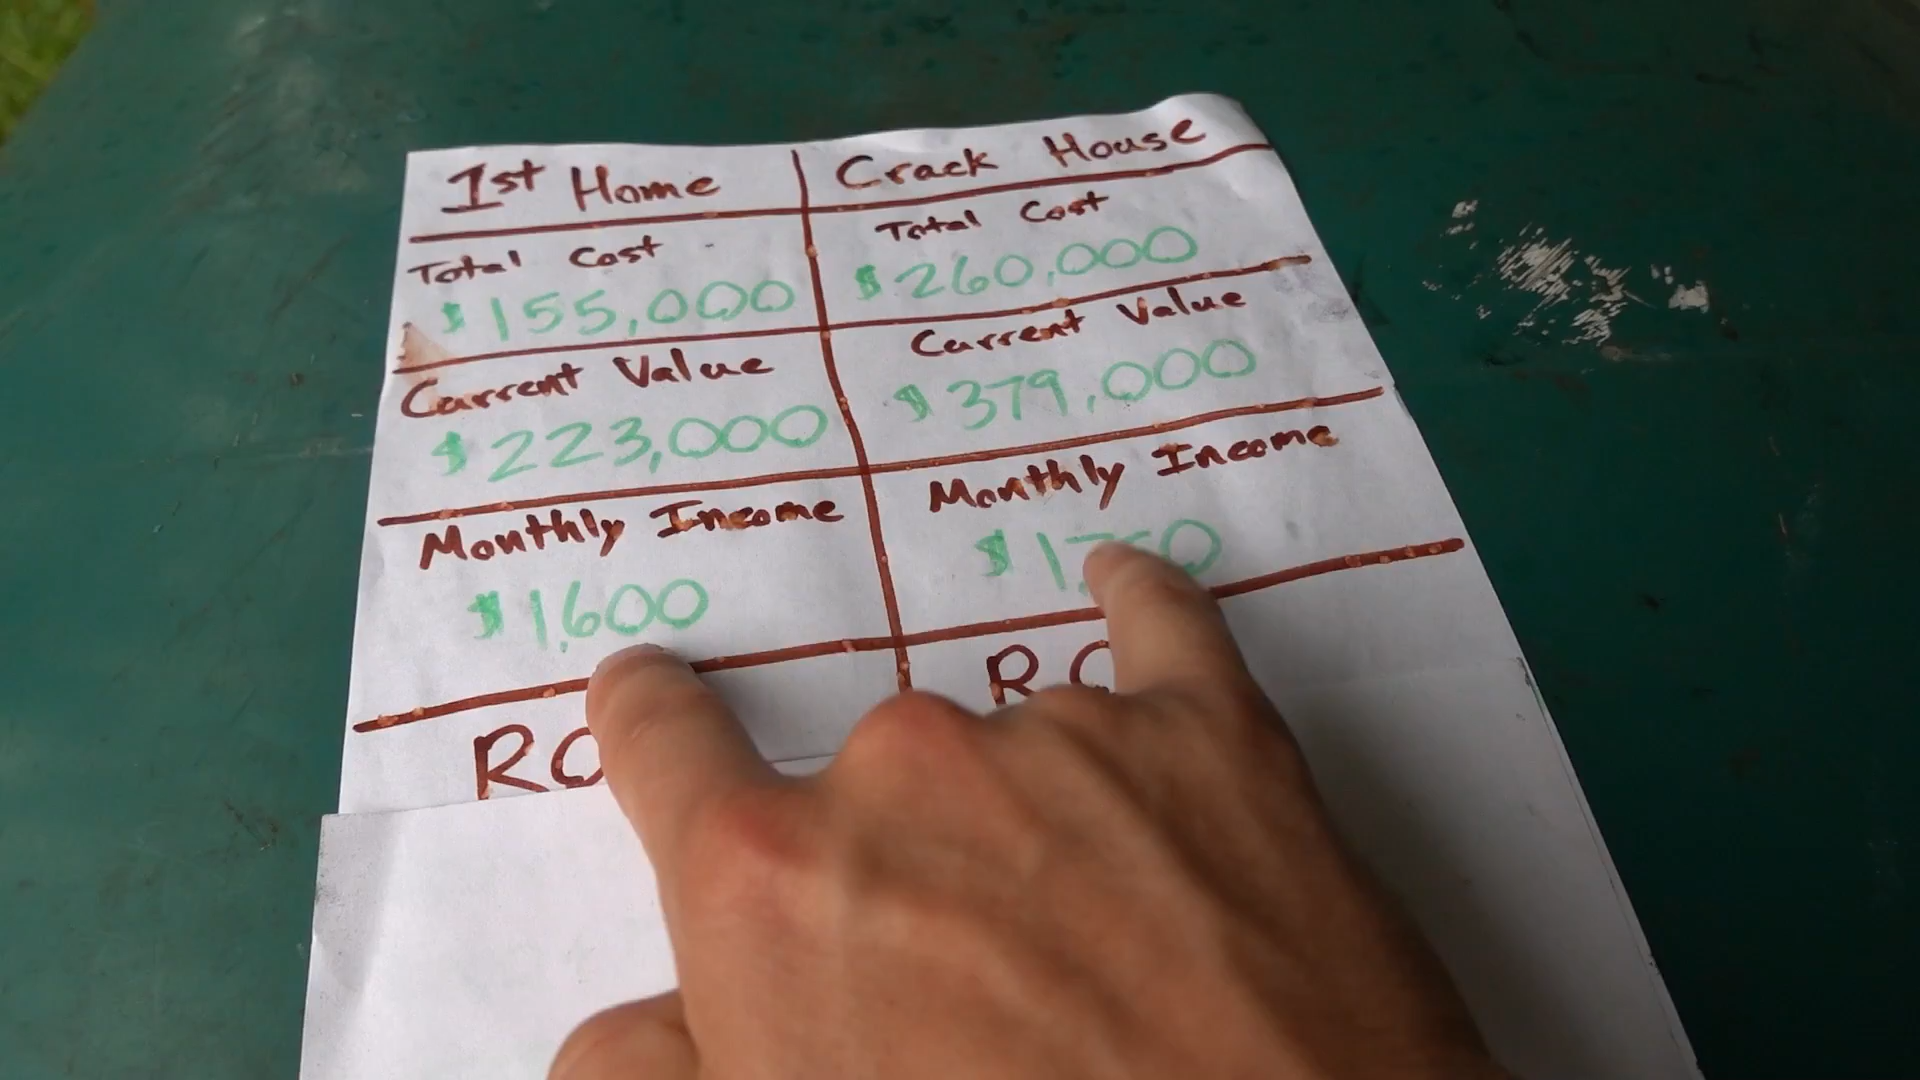 1st Home
Crack House
Total Cost
$155,000
Total Cost
$260,000
Current Value
$223,000
Current Value
$379,000
Monthly Income
$1,600
Monthly Income